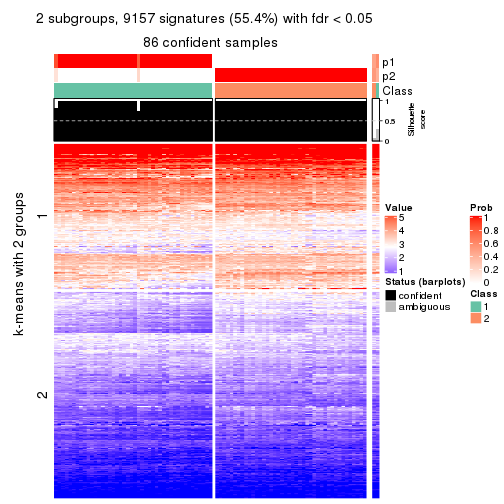 2 subgroups, 9157 signatures (55.4%) with fdr < 0.05
86 confident samples
p1
p2
Class
1
0.5
0
Silhouette
score
k-means with 2 groups
1
2
Value
5
4
3
2
1
Prob
1
0.8
0.6
0.4
0.2
0
Status (barplots)
confident
ambiguous
Class
1
2